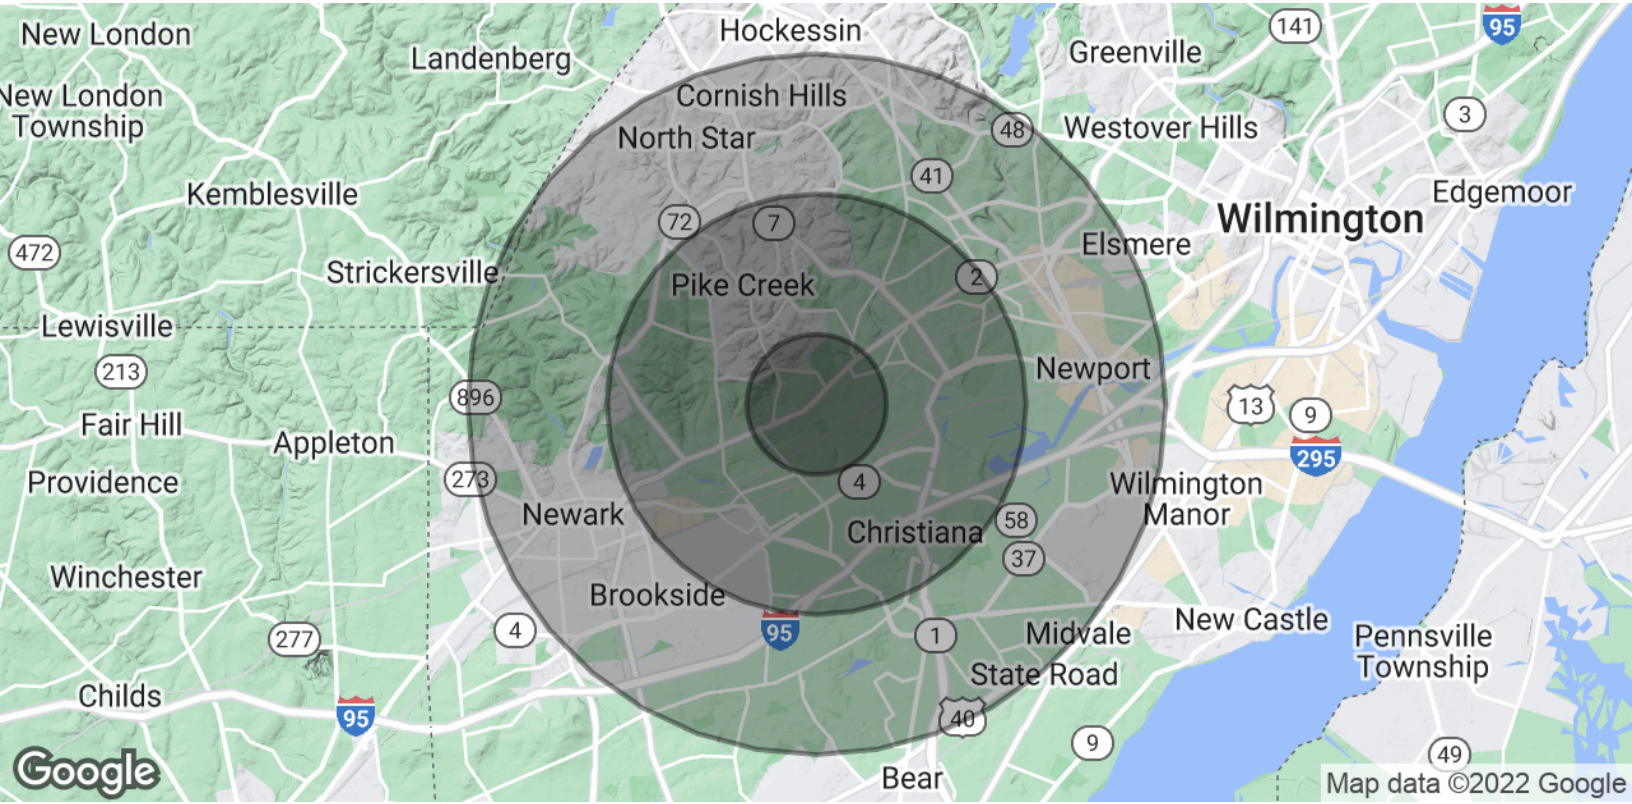 New London
Hockessin
141
95
Landenberg
Greenville
New London
Township
Cornish Hills
North Star
48
Westover Hills
3
41
Kemblesville
Edgemoor
Wilmington
72
7
472
Elsmere
Strickersville
Pike Creek
2
Lewisville
213
Newport
896
13
9
Fair Hill
Appleton
295
Providence
273
4
Wilmington
Manor
Newark
Christiana
58
37
Winchester
Brookside
277
4
95
1
Midvale
New Castle
Pennsville
Township
State Road
Childs
95
40
9
49
Google
Bear
Map data ©2022 Google